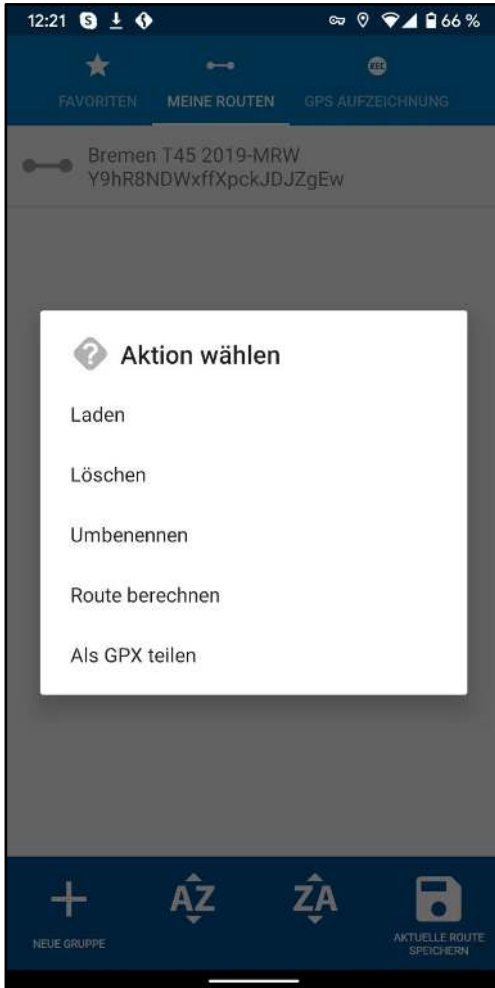 12:21
66 %
FAVORITEN
MEINE ROUTEN
GPS AUFZEICHNUNG
REC
Bremen T45 2019-MRW
Y9hR8NDWxffXpckJDJZgEw
Aktion wählen
Laden
Löschen
Umbenennen
Route berechnen
Als GPX teilen
AZ
ZA
NEUE GRUPPE
AKTUELLE ROUTE
SPEICHERN